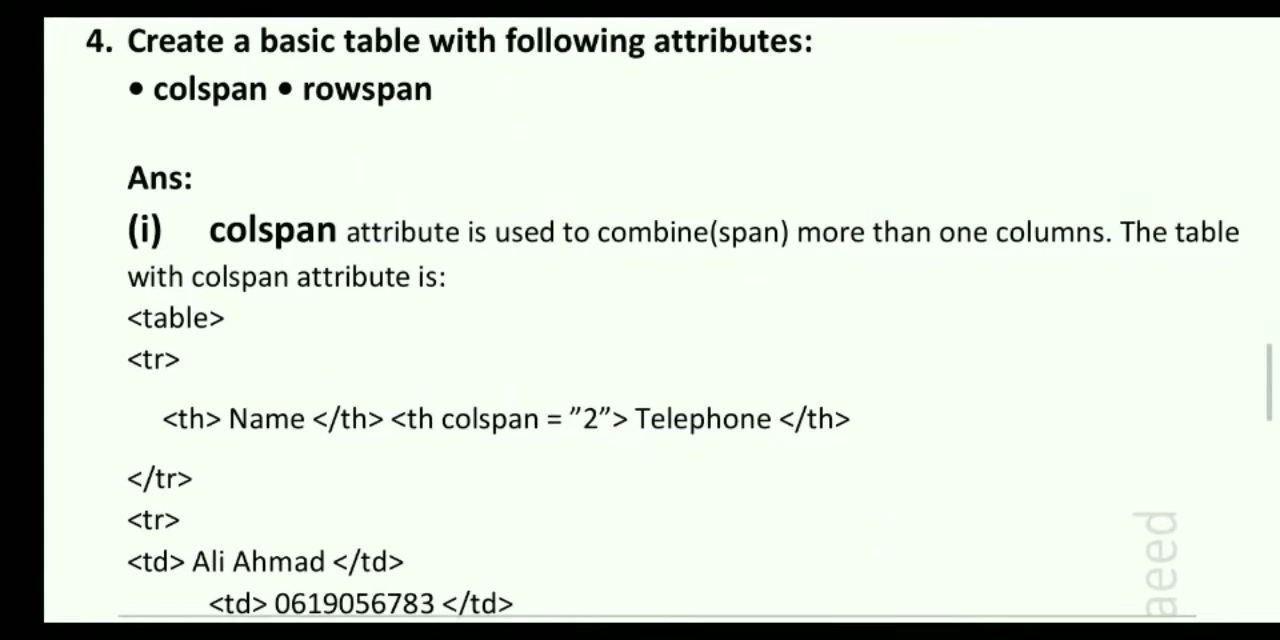 4. Create a basic table with following attributes:
• colspan • rowspan
Ans:
(i) colspan attribute is used to combine(span) more than one columns. The table
with colspan attribute is:
<table>
<tr>
<th> Name </th> <th colspan = ”2”> Telephone </th>
</tr>
<tr>
<td> Ali Ahmad </td>
<td> 0619056783 </td>
aeed